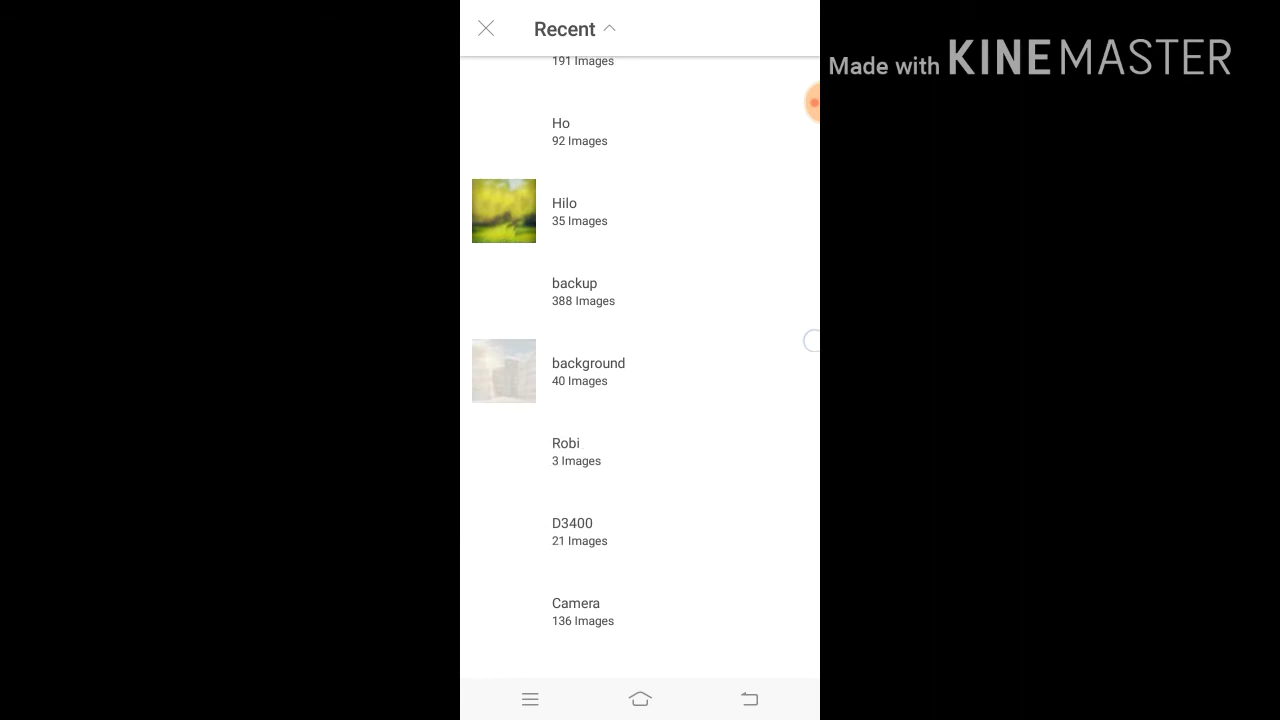 Recent
Made with KINEMASTER
191 Images
Ho
92 Images
Hilo
35 Images
backup
388 Images
background
40 Images
Robi
3 Images
D3400
21 Images
Camera
136 Images